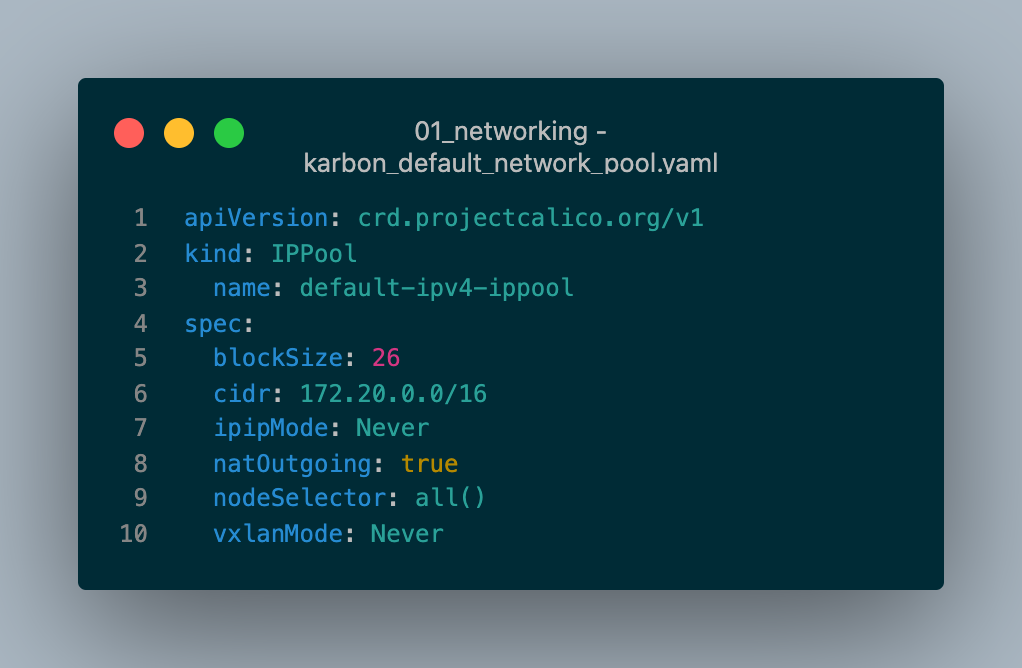 01_networking -
karbon_default_network_pool.yaml
1 apiVersion: crd.projectcalico.org/v1
2 kind: IPPool
3   name: default-ipv4-ippool
4 spec:
5   blockSize: 26
6   cidr: 172.20.0.0/16
7   ipipMode: Never
8   natOutgoing: true
9   nodeSelector: all()
10   vxlanMode: Never